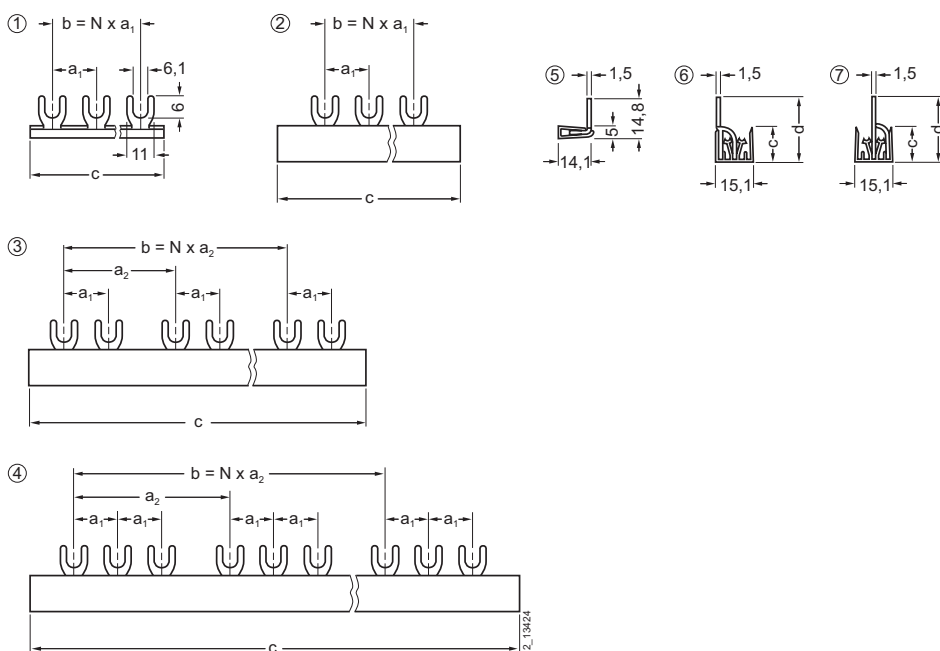 ① b = N x a₁
a₁
6,1
6
11
c
② b = N x a₁
a₁
c
⑤ 1,5
14,8
5
14,1
⑥ 1,5
d
c
15,1
⑦ 1,5
d
c
15,1
③ b = N x a₂
a₂
a₁ a₁ a₁
c
④ b = N x a₂
a₂
a₁ a₁ a₁ a₁ a₁ a₁
c
2_13424